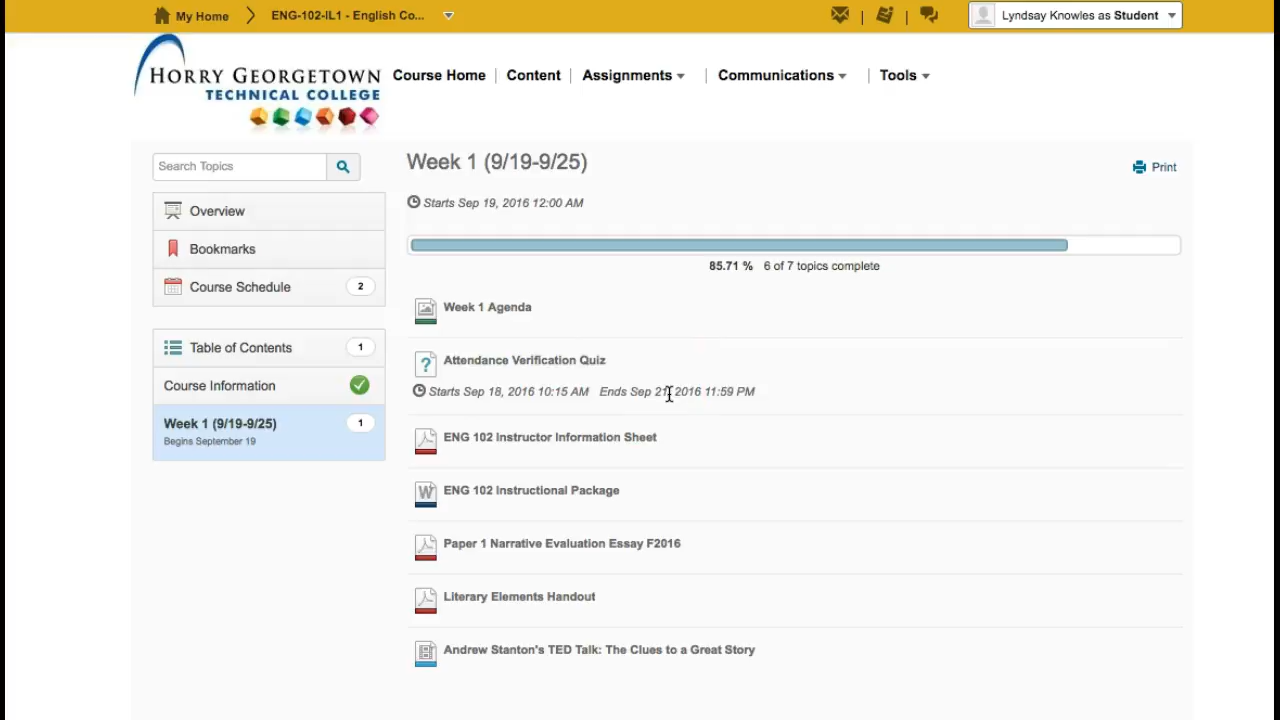 My Home
ENG-102-IL1 - English Co...
Lyndsay Knowles as Student
HORRY GEORGETOWN
TECHNICAL COLLEGE
Course Home
Content
Assignments
Communications
Tools
Search Topics
Overview
Bookmarks
Course Schedule 2
Table of Contents 1
Course Information
Week 1 (9/19-9/25) 1
Begins September 19
Week 1 (9/19-9/25)
Print
Starts Sep 19, 2016 12:00 AM
85.71 % 6 of 7 topics complete
Week 1 Agenda
Attendance Verification Quiz
Starts Sep 18, 2016 10:15 AM Ends Sep 21, 2016 11:59 PM
ENG 102 Instructor Information Sheet
ENG 102 Instructional Package
Paper 1 Narrative Evaluation Essay F2016
Literary Elements Handout
Andrew Stanton's TED Talk: The Clues to a Great Story